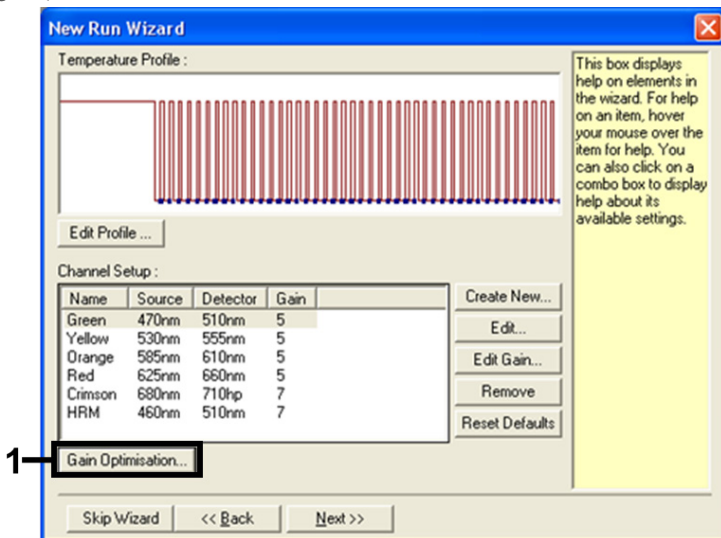 New Run Wizard
Temperature Profile :
This box displays
help on elements in
the wizard. For help
on an item, hover
your mouse over the
item for help. You
can also click on a
combo box to display
help about its
available settings.
Edit Profile ...
Channel Setup :
Name Source Detector Gain
Green 470nm 510nm 5
Yellow 530nm 555nm 5
Orange 585nm 610nm 5
Red 625nm 660nm 5
Crimson 680nm 710hp 7
HRM 460nm 510nm 7
Create New...
Edit...
Edit Gain...
Remove
Reset Defaults
1
Gain Optimisation...
Skip Wizard << Back Next >>